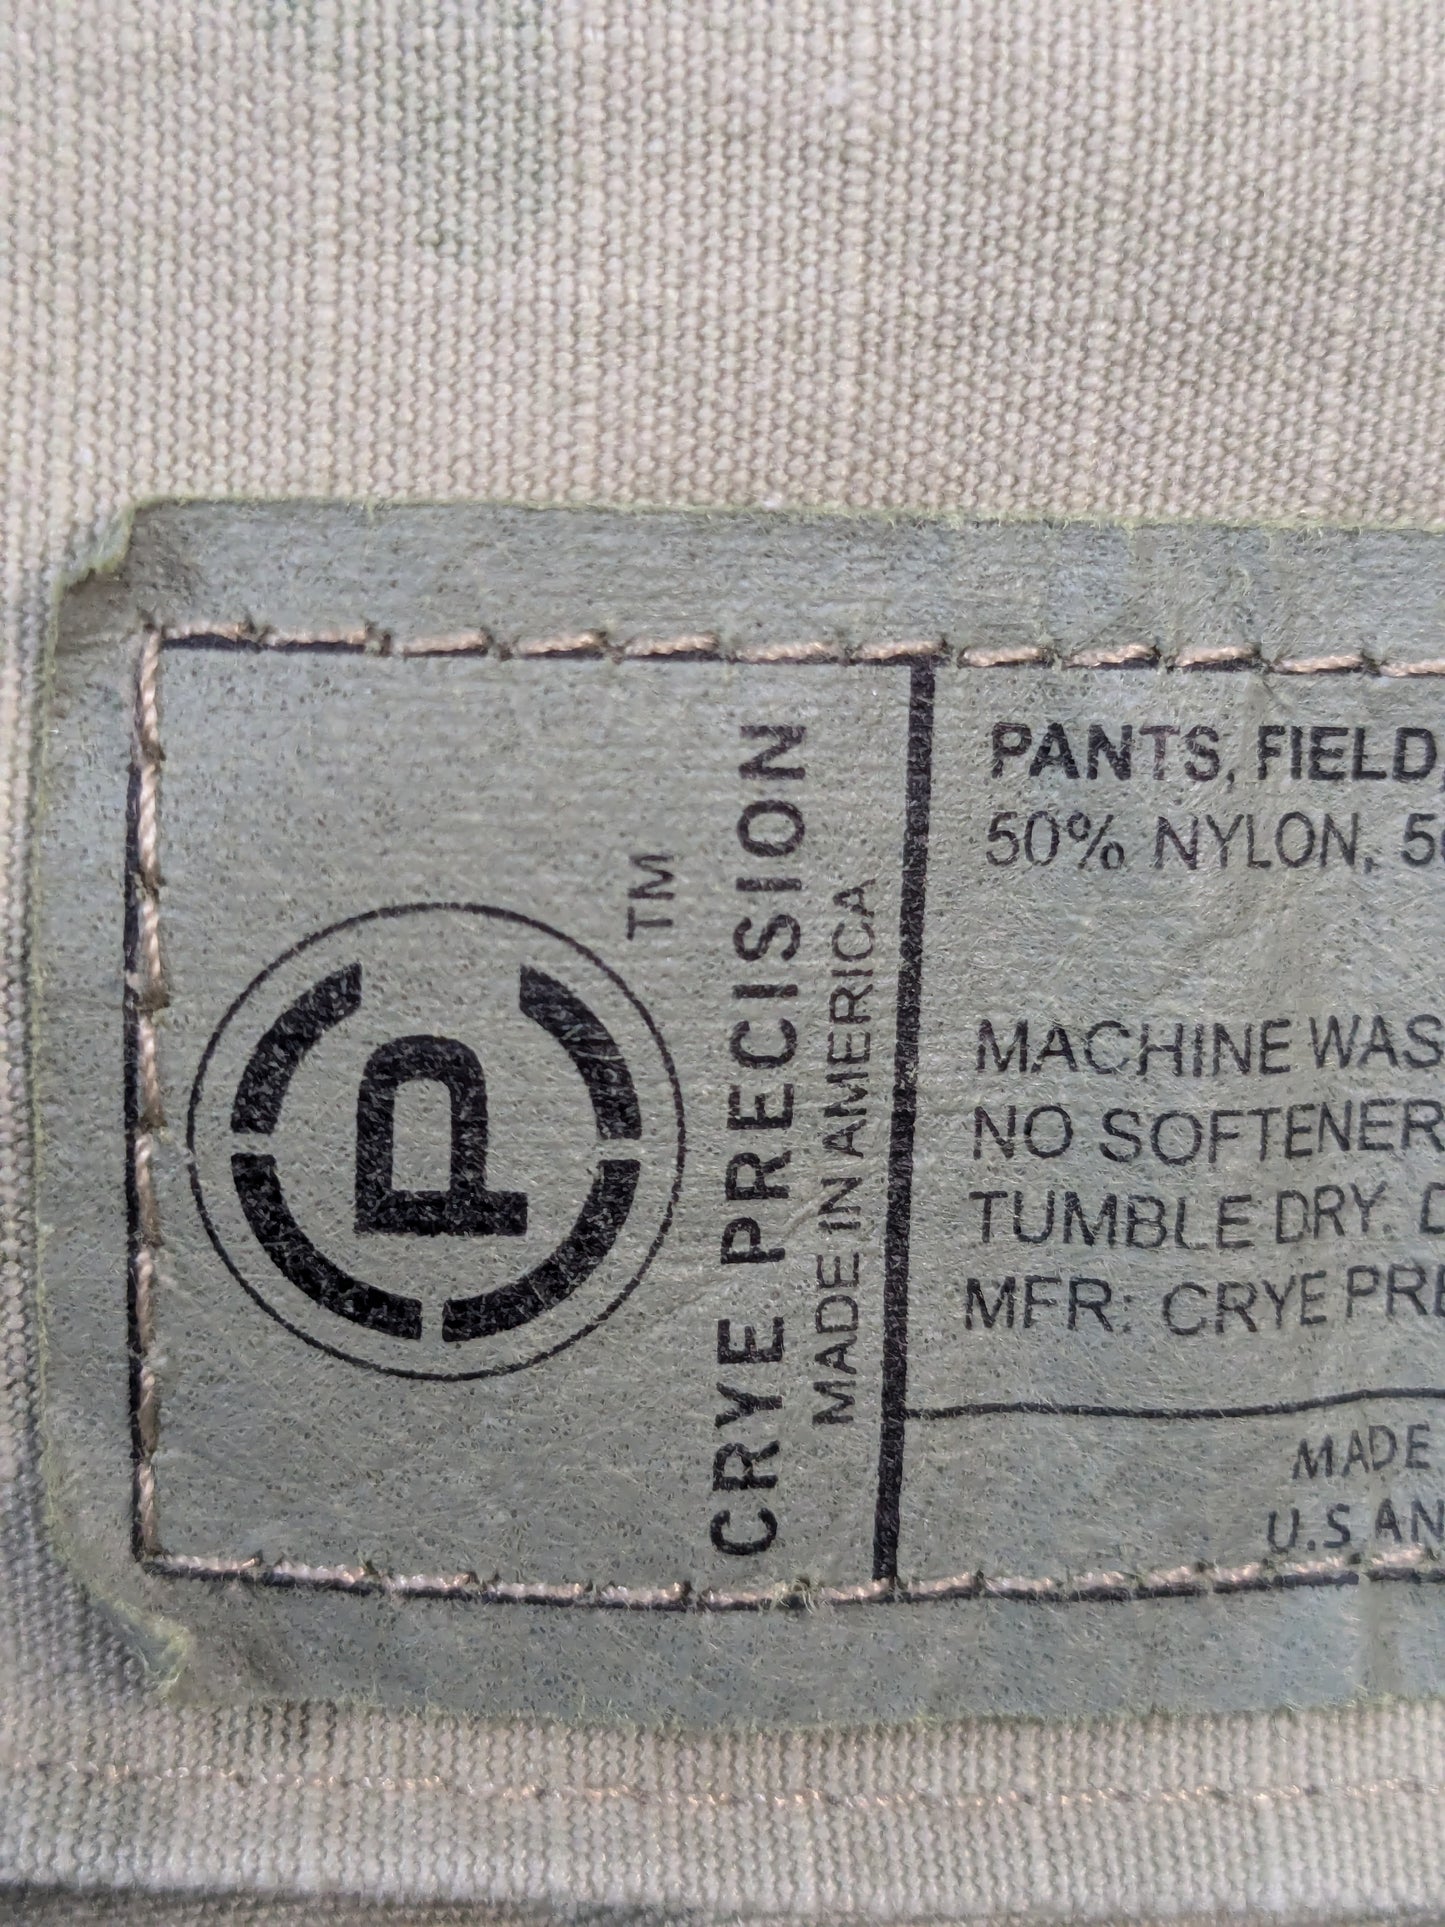 P
TM
CRYE PRECISION
MADE IN AMERICA
PANTS, FIELD,
50% NYLON, 5
MACHINE WAS
NO SOFTENER
TUMBLE DRY. D
MFR: CRYE PRE
MADE
U.S AN